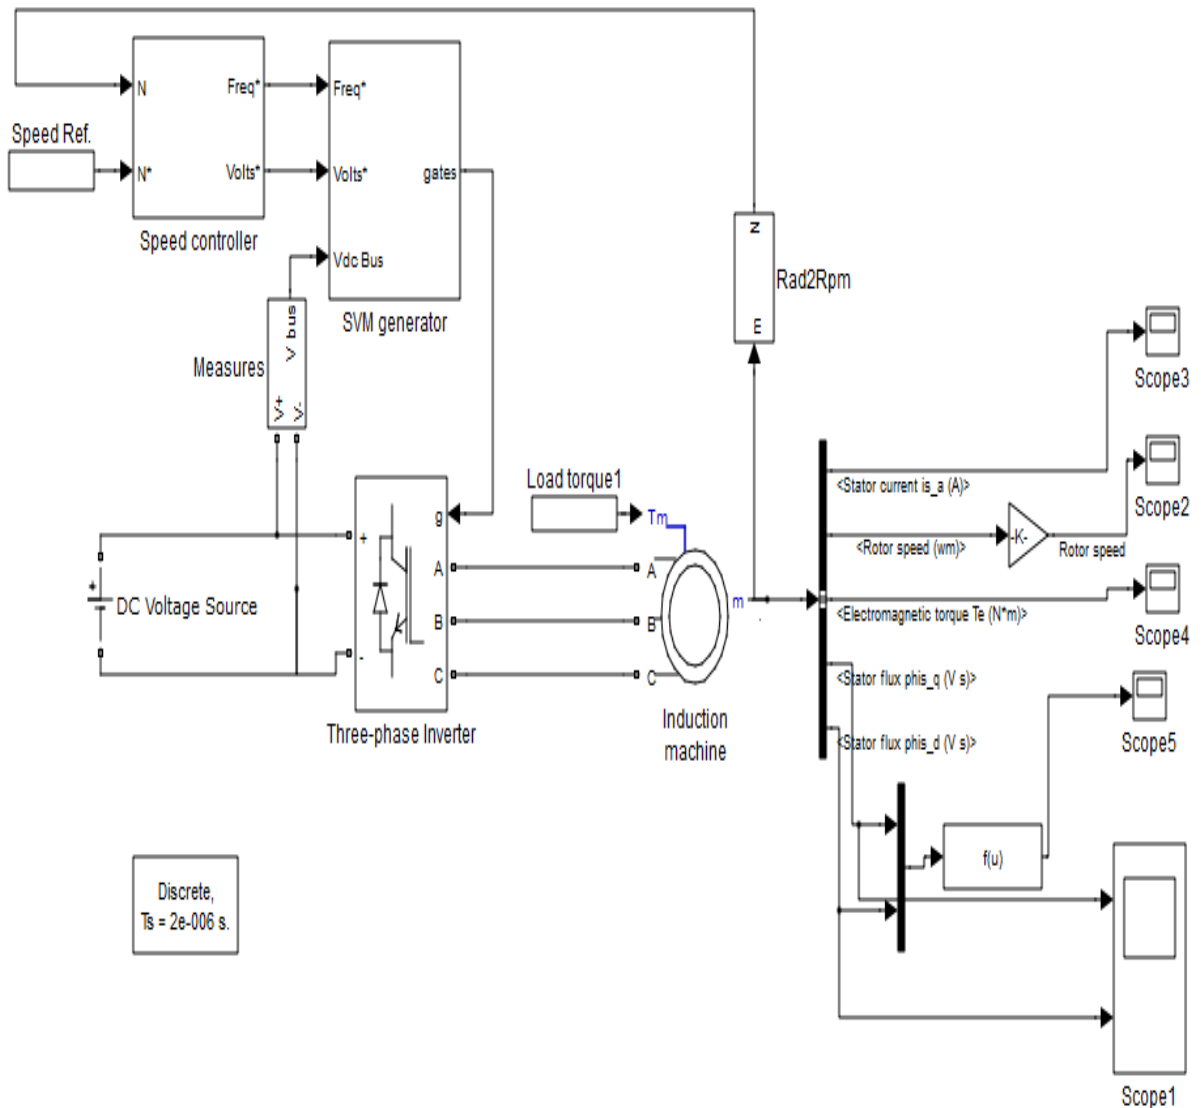 N
Freq*
Freq*
Speed Ref.
N*
Volts*
Volts*
gates
Speed controller
Vdc Bus
N
Rad2Rpm
E
V bus
SVM generator
Measures
V+
V-
Scope3
Load torque1
<Stator current is_a (A)>
Scope2
g
Tm
-K-
+
<Rotor speed (wm)>
Rotor speed
A
A
+
DC Voltage Source
m
<Electromagnetic torque Te (N*m)>
B
B
Scope4
-
C
C
<Stator flux phis_q (V s)>
Three-phase Inverter
Induction
machine
<Stator flux phis_d (V s)>
Scope5
f(u)
Discrete,
Ts = 2e-006 s.
Scope1